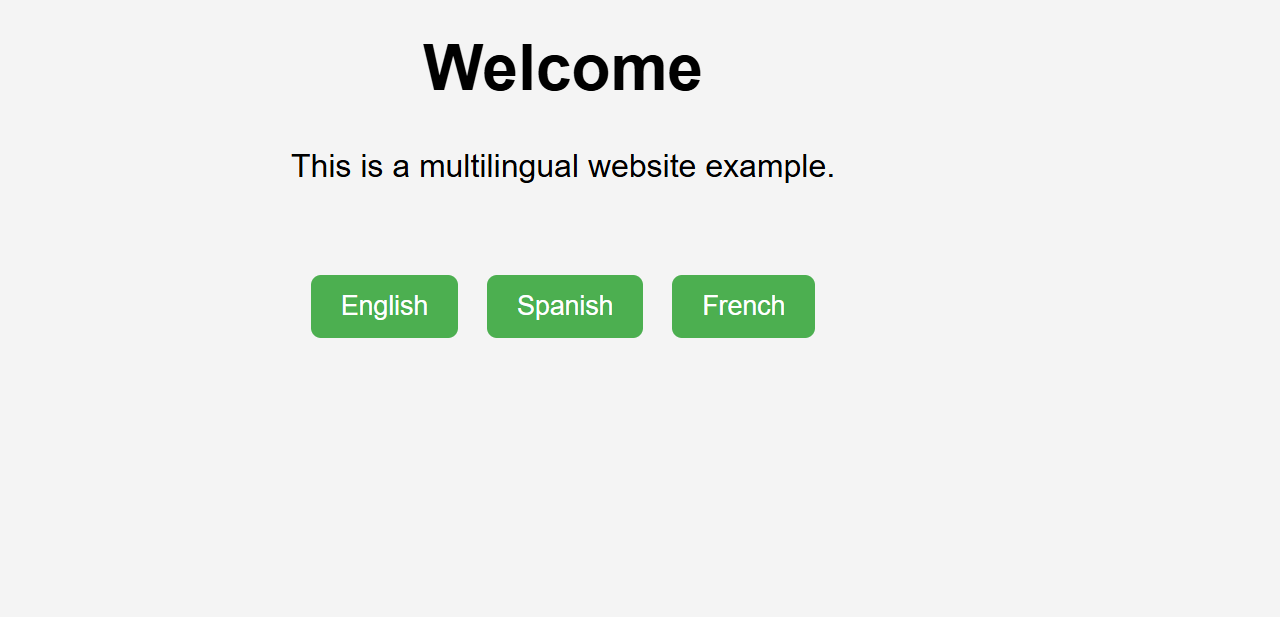 Welcome
This is a multilingual website example.
English Spanish French